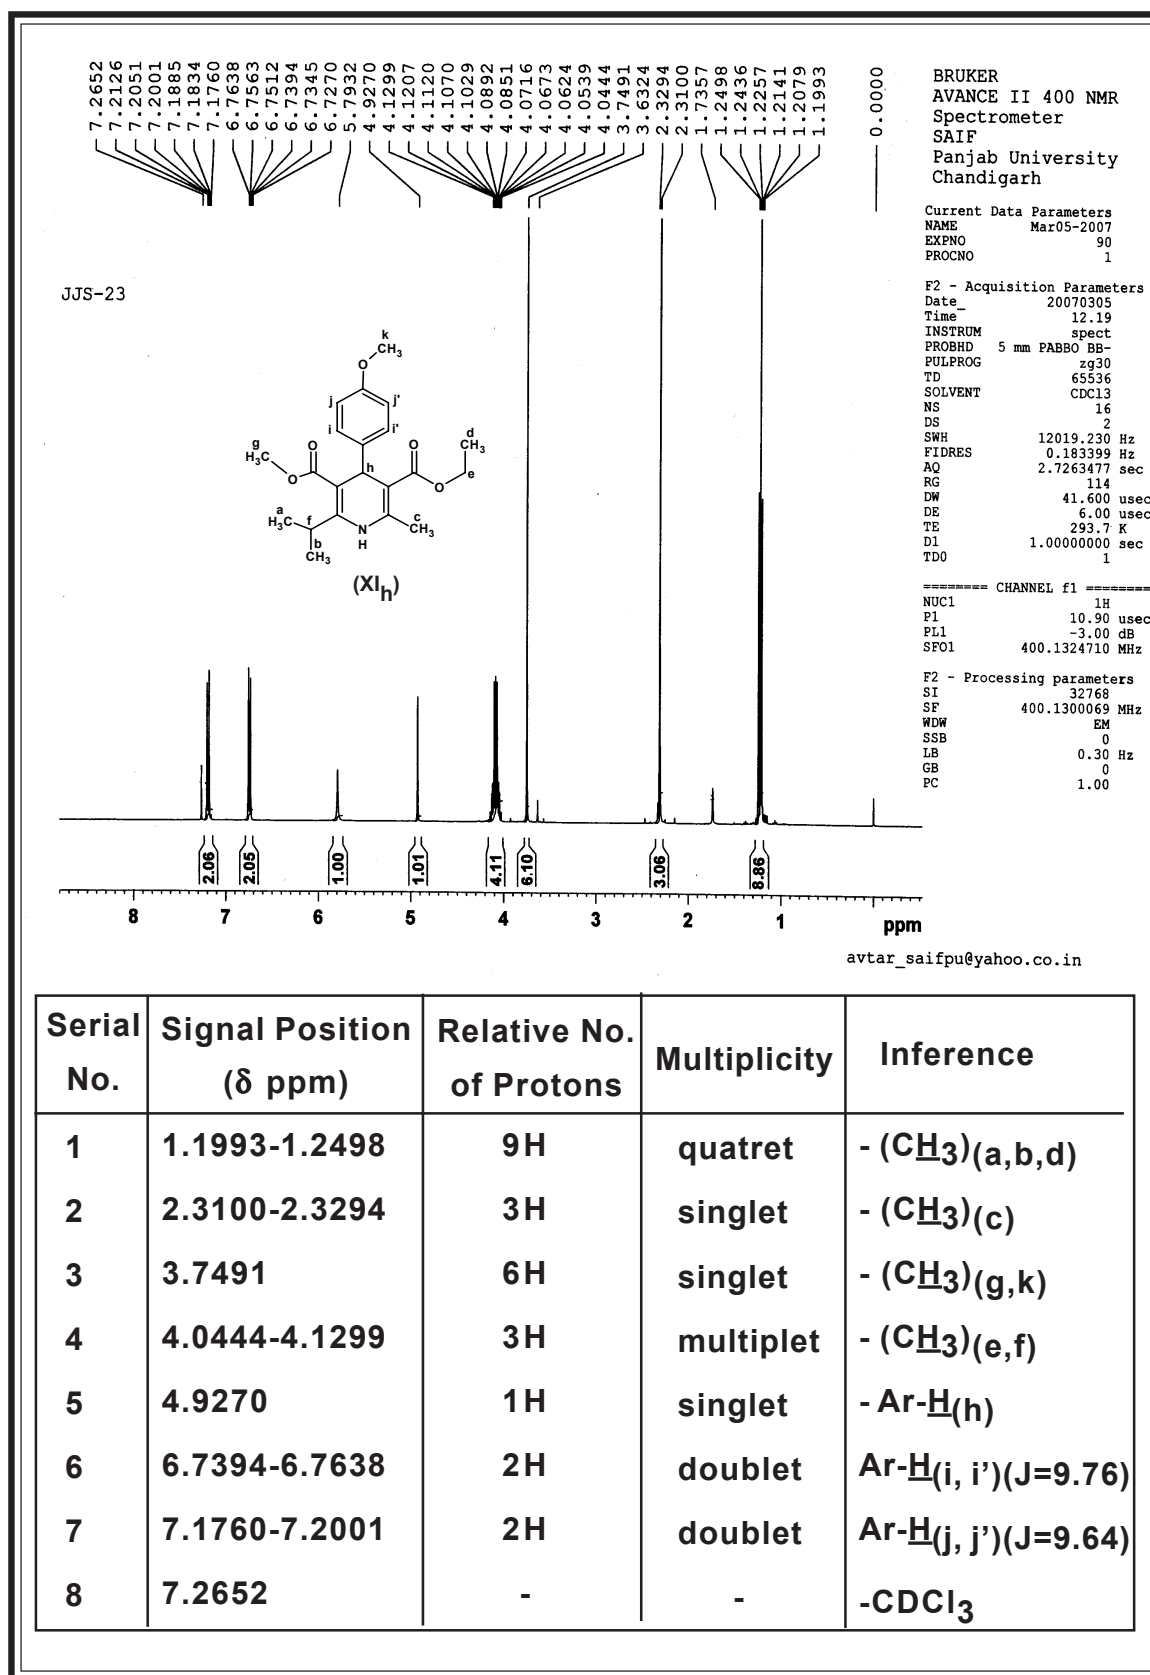 7.2652
7.2126
7.2051
7.2001
7.1885
7.1834
7.1760
6.7638
6.7563
6.7512
6.7394
6.7345
6.7270
5.7932
4.9270
4.1299
4.1207
4.1120
4.1070
4.1029
4.0892
4.0851
4.0716
4.0673
4.0624
4.0539
4.0444
3.7491
3.6324
2.3294
2.3100
1.7357
1.2498
1.2436
1.2257
1.2141
1.2079
1.1993
0.0000
BRUKER
AVANCE II 400 NMR
Spectrometer
SAIF
Panjab University
Chandigarh
Current Data Parameters
NAME Mar05-2007
EXPNO 90
PROCNO 1
F2 - Acquisition Parameters
Date_ 20070305
Time 12.19
INSTRUM spect
PROBHD 5 mm PABBO BB-
PULPROG zg30
TD 65536
SOLVENT CDCl3
NS 16
DS 2
SWH 12019.230 Hz
FIDRES 0.183399 Hz
AQ 2.7263477 sec
RG 114
DW 41.600 usec
DE 6.00 usec
TE 293.7 K
D1 1.00000000 sec
TD0 1
======== CHANNEL f1 ========
NUC1 1H
P1 10.90 usec
PL1 -3.00 dB
SFO1 400.1324710 MHz
F2 - Processing parameters
SI 32768
SF 400.1300069 MHz
WDW EM
SSB 0
LB 0.30 Hz
GB 0
PC 1.00
JJS-23
k
CH3
O
j j'
i i'
g
H3C
O
O
h
O
O
d
CH3
e
a
H3C
f
b
CH3
N
H
c
CH3
(XIh)
2.06 2.05 1.00 1.01 4.11 6.10 3.06 8.86
8 7 6 5 4 3 2 1 ppm
avtar_saifpu@yahoo.co.in
Serial No. Signal Position (δ ppm) Relative No. of Protons Multiplicity Inference
1 1.1993-1.2498 9H quatret - (CH3)(a,b,d)
2 2.3100-2.3294 3H singlet - (CH3)(c)
3 3.7491 6H singlet - (CH3)(g,k)
4 4.0444-4.1299 3H multiplet - (CH3)(e,f)
5 4.9270 1H singlet - Ar-H(h)
6 6.7394-6.7638 2H doublet Ar-H(i, i’)(J=9.76)
7 7.1760-7.2001 2H doublet Ar-H(j, j’)(J=9.64)
8 7.2652 - - -CDCl3